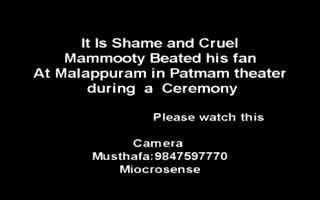 It Is Shame and Cruel
Mammooty Beated his fan
At Malappuram in Patmam theater
during a Ceremony
Please watch this
Camera
Musthafa:9847597770
Miocrosense